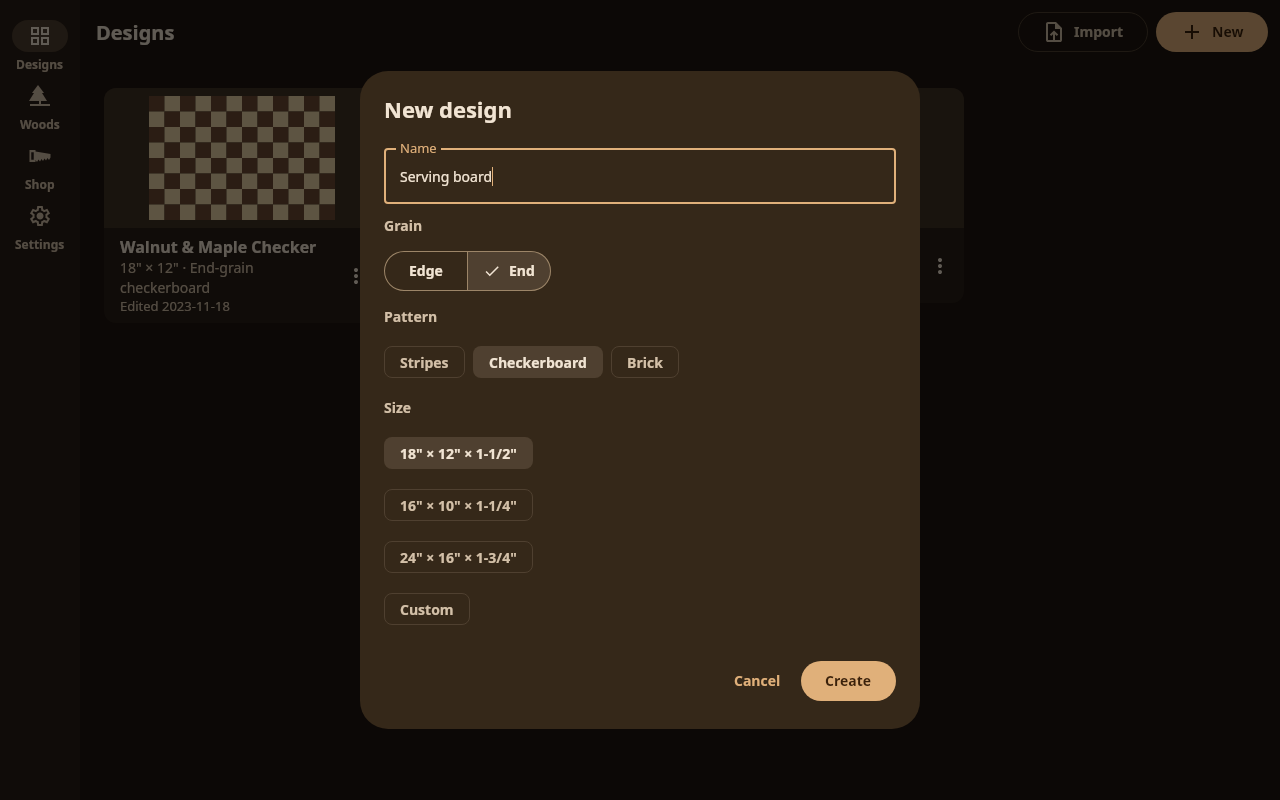 Designs
Import
New
Designs
Woods
Shop
Settings
Walnut & Maple Checker
18" × 12" · End-grain
checkerboard
Edited 2023-11-18
New design
Name
Serving board
Grain
Edge
End
Pattern
Stripes
Checkerboard
Brick
Size
18" × 12" × 1-1/2"
16" × 10" × 1-1/4"
24" × 16" × 1-3/4"
Custom
Cancel
Create